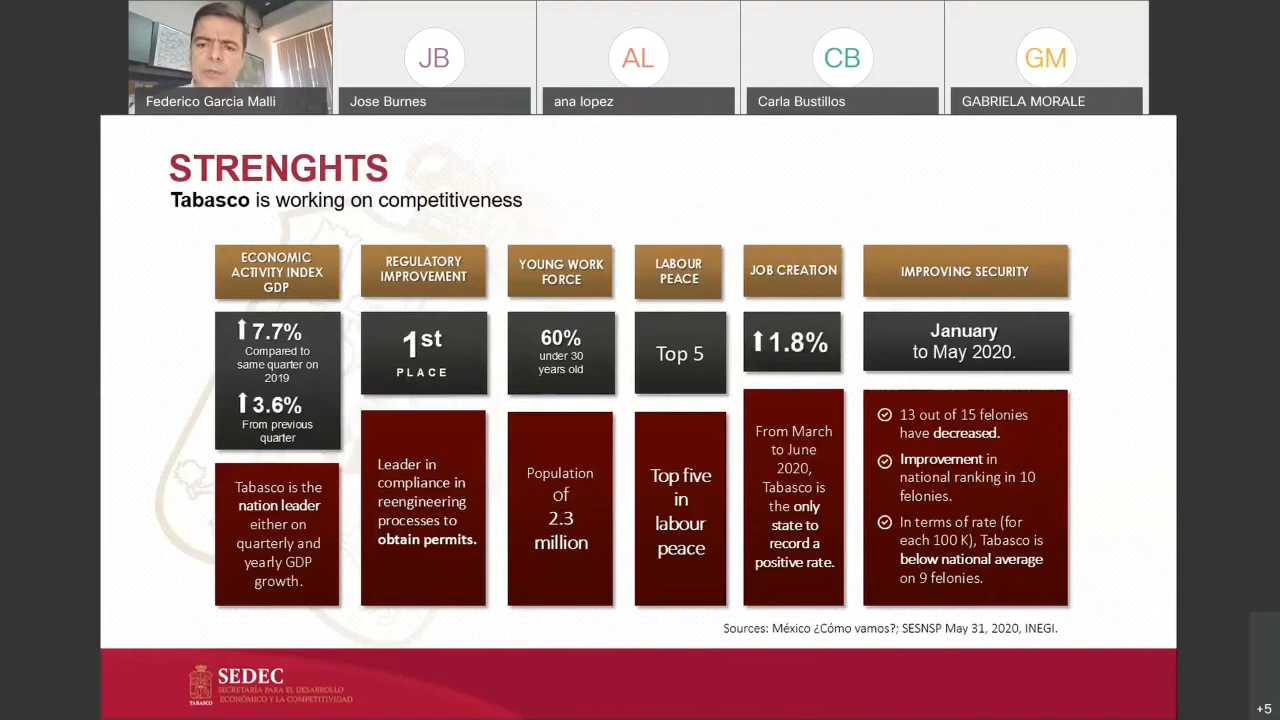 JB
AL
CB
GM
Federico Garcia Malli
Jose Burnes
ana lopez
Carla Bustillos
GABRIELA MORALE
STRENGHTS
Tabasco is working on competitiveness
ECONOMIC
ACTIVITY INDEX
GDP
7.7%
Compared to
same quarter on
2019
3.6%
From previous
quarter
Tabasco is the
nation leader
either on
quarterly and
yearly GDP
growth.
REGULATORY
IMPROVEMENT
1st
PLACE
Leader in
compliance in
reengineering
processes to
obtain permits.
YOUNG WORK
FORCE
60%
under 30
years old
Population
of
2.3
million
LABOUR
PEACE
Top 5
Top five
in
labour
peace
JOB CREATION
1.8%
From March
to June
2020,
Tabasco is
the only
state to
record a
positive rate.
IMPROVING SECURITY
January
to May 2020.
13 out of 15 felonies
have decreased.
Improvement in
national ranking in 10
felonies.
In terms of rate (for
each 100 K), Tabasco is
below national average
on 9 felonies.
Sources: México ¿Cómo vamos?; SESNSP May 31, 2020, INEGI.
TABASCO
SEDEC
SECRETARÍA PARA EL DESARROLLO
ECONÓMICO Y LA COMPETITIVIDAD
+5